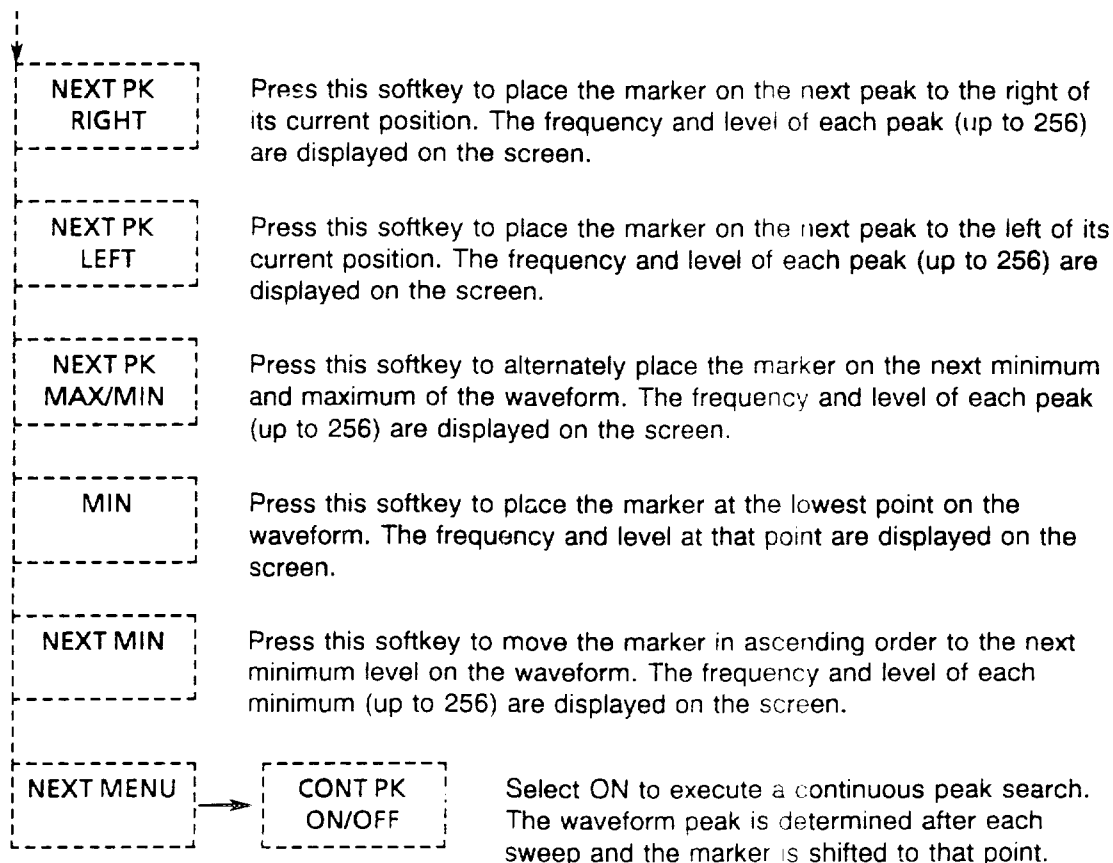 NEXT PK
RIGHT
Press this softkey to place the marker on the next peak to the right of
its current position. The frequency and level of each peak (up to 256)
are displayed on the screen.
NEXT PK
LEFT
Press this softkey to place the marker on the next peak to the left of its
current position. The frequency and level of each peak (up to 256) are
displayed on the screen.
NEXT PK
MAX/MIN
Press this softkey to alternately place the marker on the next minimum
and maximum of the waveform. The frequency and level of each peak
(up to 256) are displayed on the screen.
MIN
Press this softkey to place the marker at the lowest point on the
waveform. The frequency and level at that point are displayed on the
screen.
NEXT MIN
Press this softkey to move the marker in ascending order to the next
minimum level on the waveform. The frequency and level of each
minimum (up to 256) are displayed on the screen.
NEXT MENU
CONT PK
ON/OFF
Select ON to execute a continuous peak search.
The waveform peak is determined after each
sweep and the marker is shifted to that point.